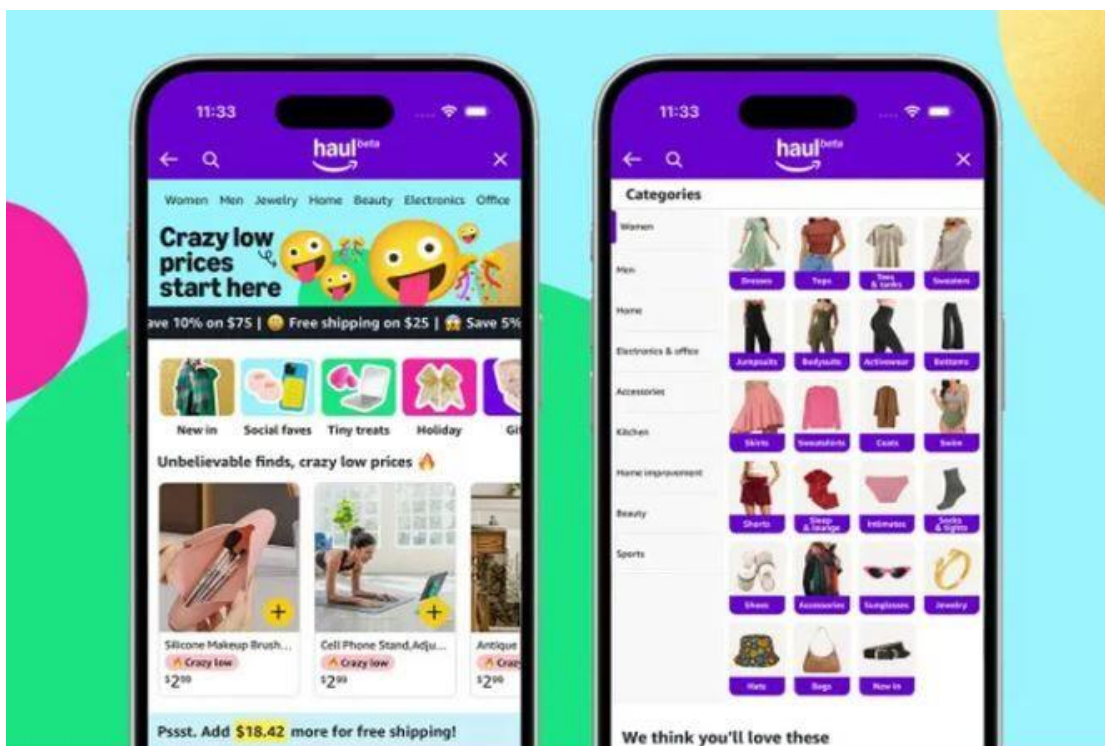 11:33
haul beta
Women Men Jewelry Home Beauty Electronics Office
Crazy low
prices
start here
ave 10% on $75 | Free shipping on $25 | Save 5%
New in Social faves Tiny treats Holiday Gi
Unbelievable finds, crazy low prices
Silicone Makeup Brush... Cell Phone Stand,Adju... Antique
Crazy low Crazy low Craz
$2.99 $2.99 $2.99
Pssst. Add $18.42 more for free shipping!
11:33
haul beta
Categories
Women
Men
Home
Electronics & office
Accessories
Kitchen
Home improvement
Beauty
Sports
Dresses Tops Tees & tanks Sweaters
Jumpsuits Bodysuits Activewear Bottoms
Skirts Sweatshirts Coats Swim
Shorts Sleep & lounge Intimates Socks & tights
Shoes Accessories Sunglasses Jewelry
Hats Bags New in
We think you'll love these